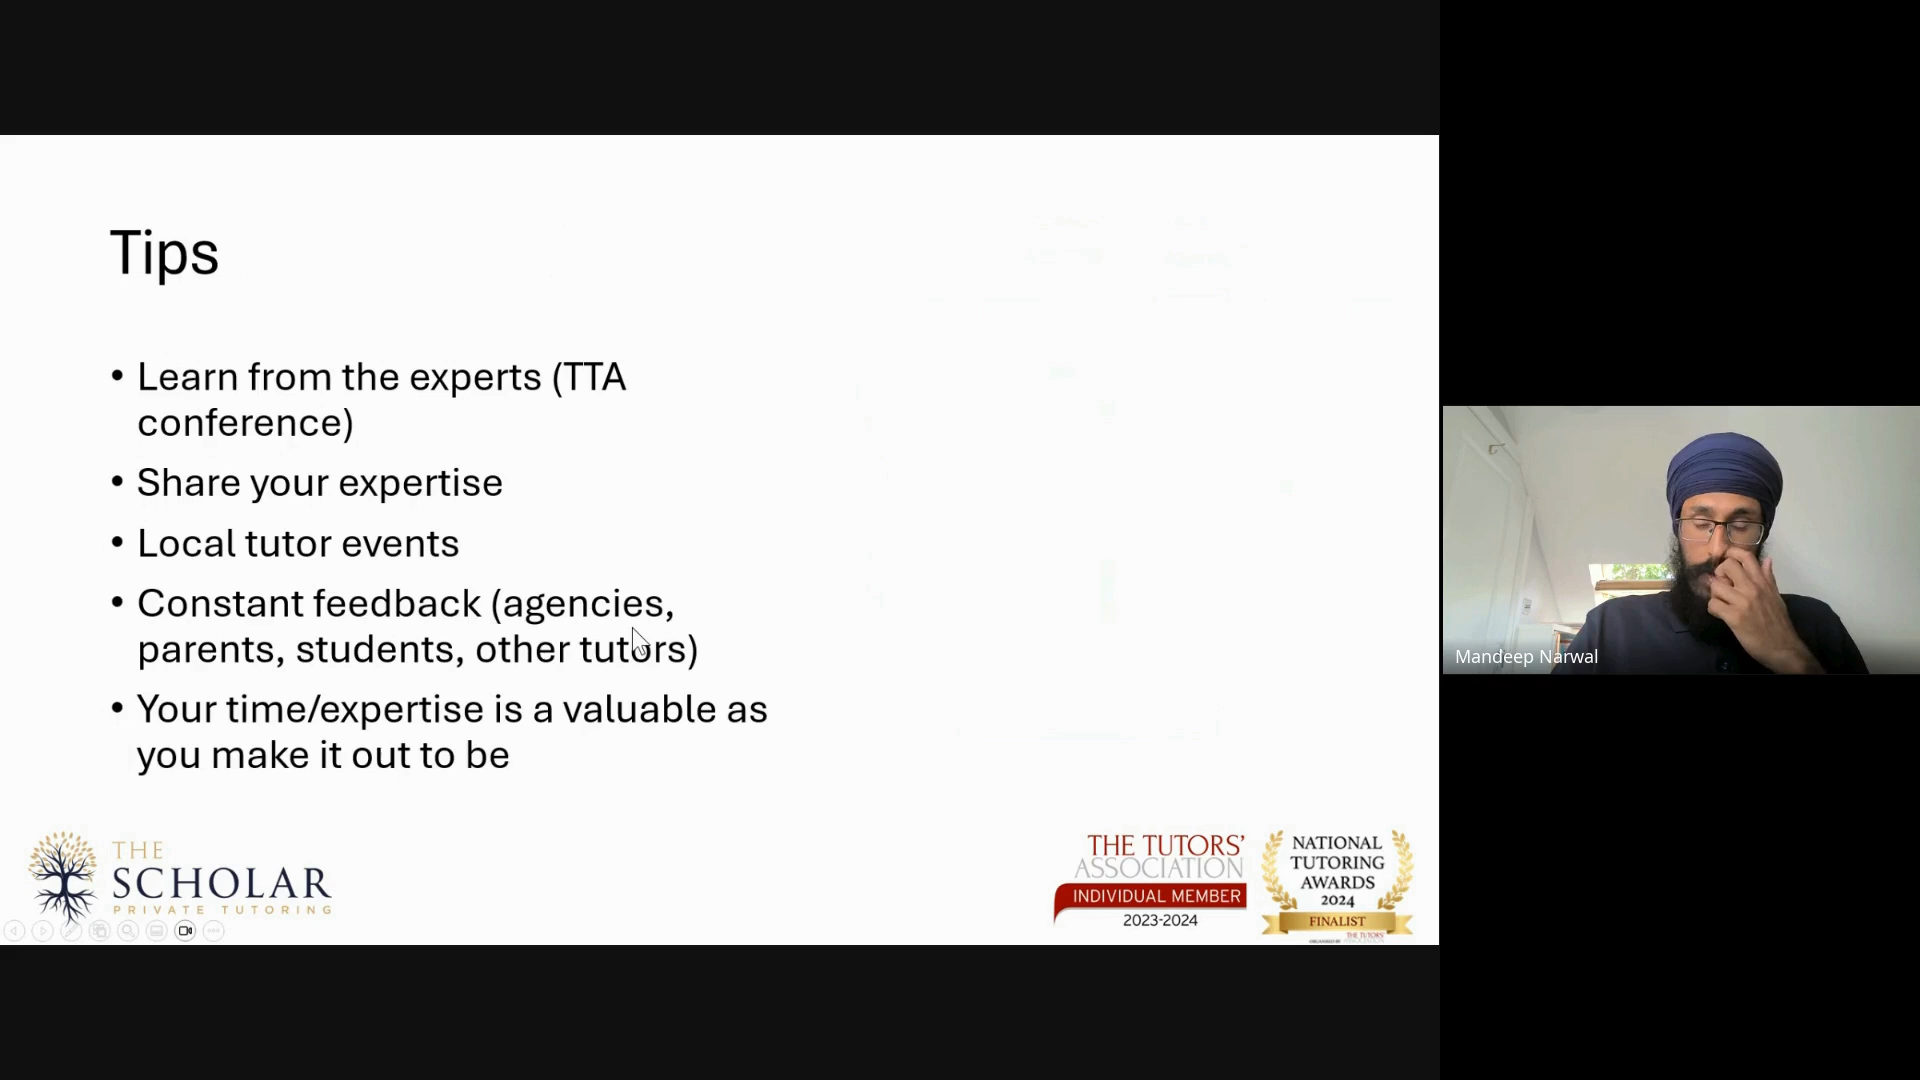 Tips
• Learn from the experts (TTA
conference)
• Share your expertise
• Local tutor events
• Constant feedback (agencies,
parents, students, other tutors)
• Your time/expertise is a valuable as
you make it out to be
THE
SCHOLAR
PRIVATE TUTORING
THE TUTORS'
ASSOCIATION
INDIVIDUAL MEMBER
2023-2024
NATIONAL
TUTORING
AWARDS
2024
FINALIST
ORGANISED BY THE TUTORS'
Mandeep Narwal